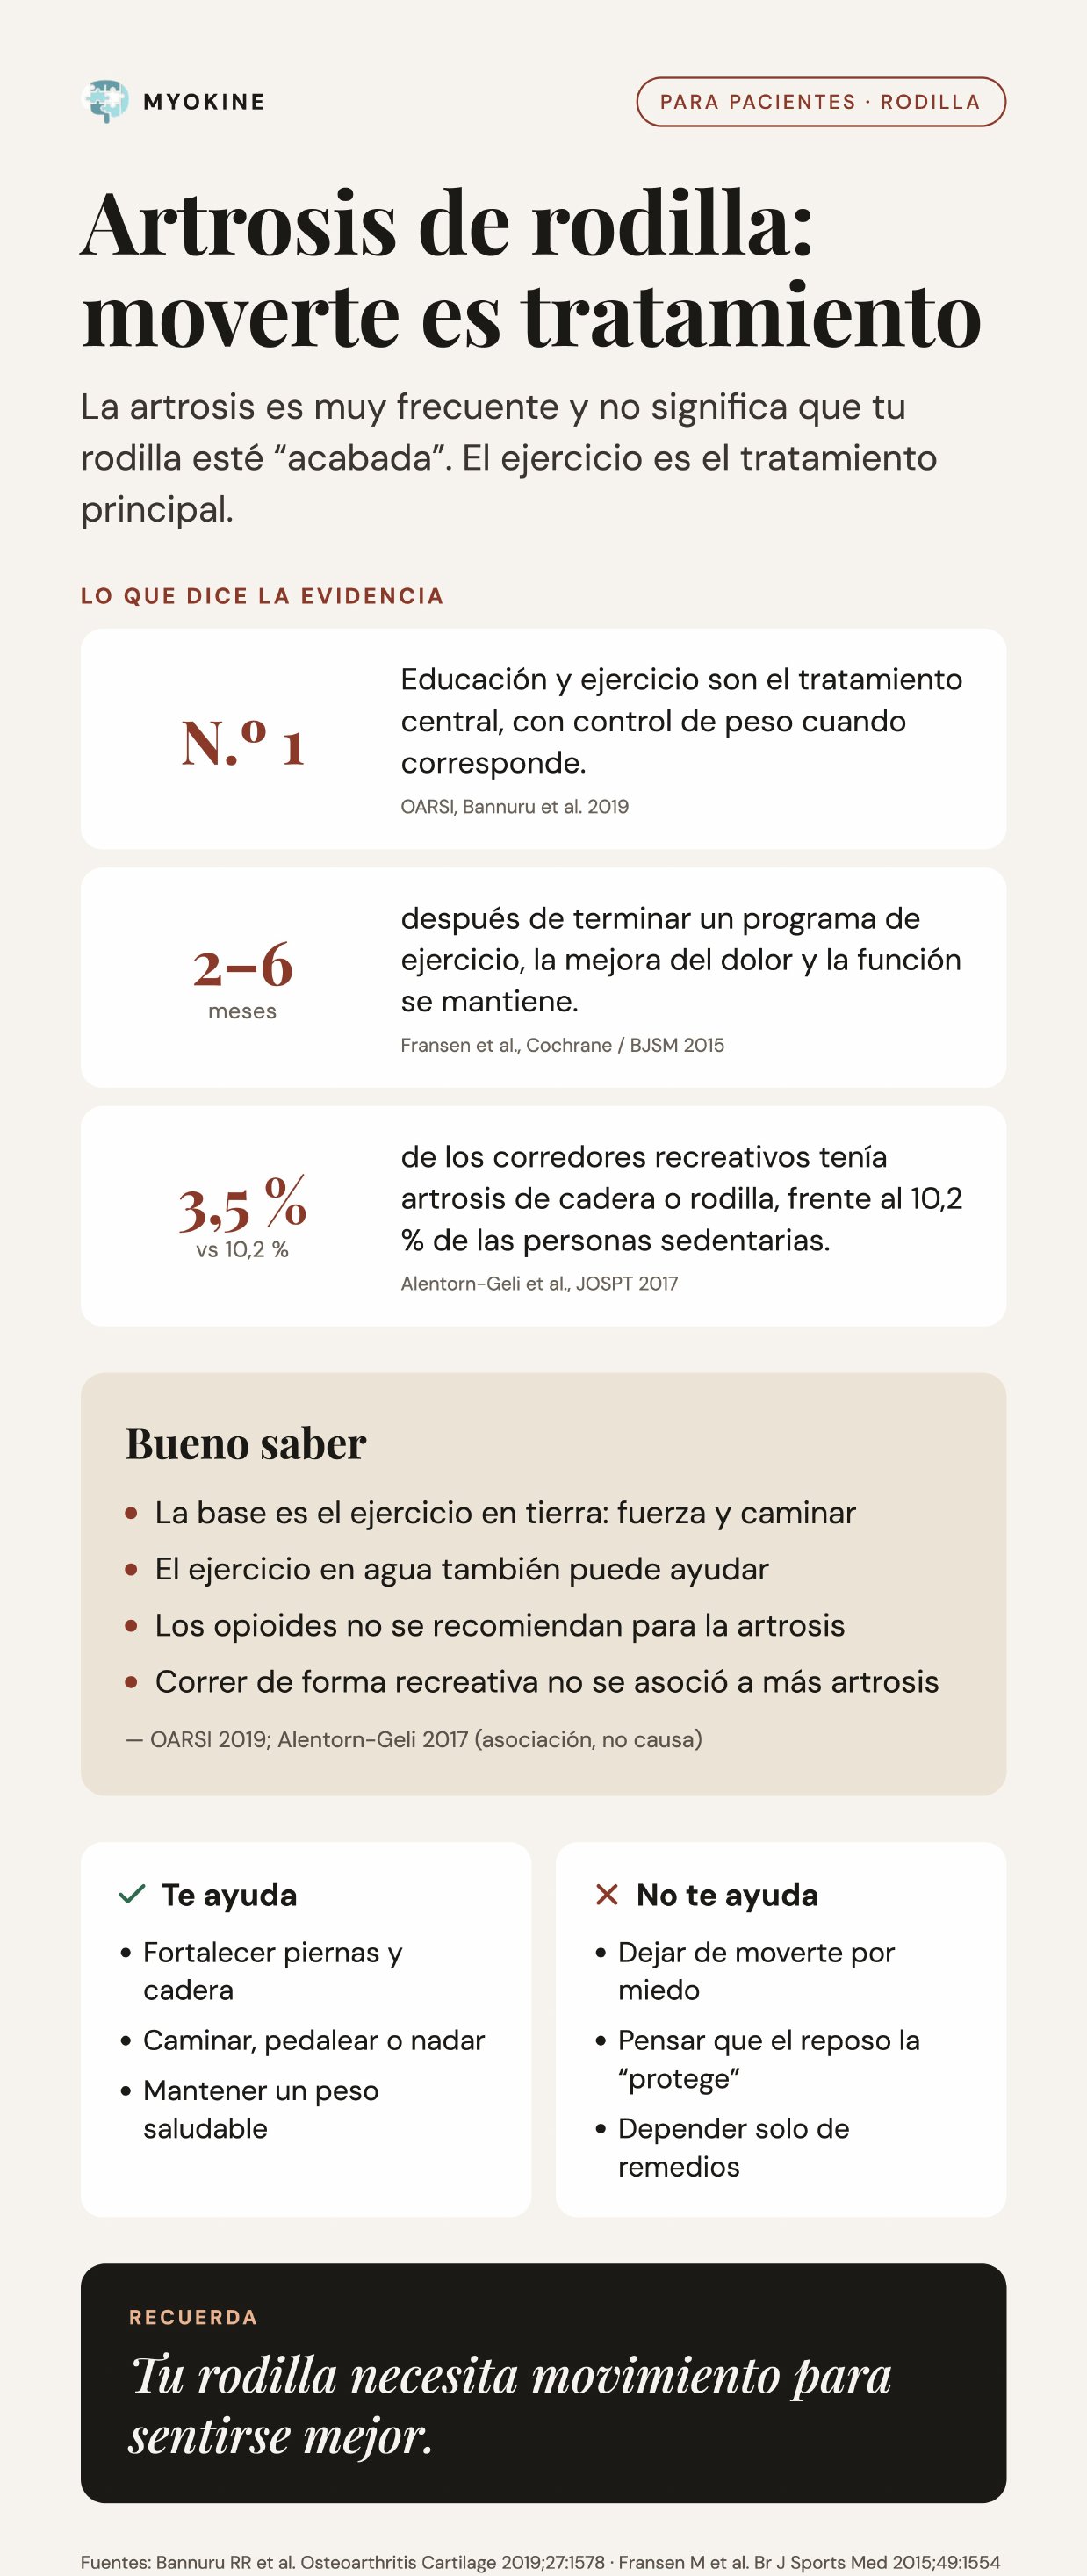 MYOKINE
PARA PACIENTES · RODILLA
Artrosis de rodilla:
moverte es tratamiento
La artrosis es muy frecuente y no significa que tu
rodilla esté “acabada”. El ejercicio es el tratamiento
principal.
LO QUE DICE LA EVIDENCIA
N.º 1
Educación y ejercicio son el tratamiento
central, con control de peso cuando
corresponde.
OARSI, Bannuru et al. 2019
2–6
meses
después de terminar un programa de
ejercicio, la mejora del dolor y la función
se mantiene.
Fransen et al., Cochrane / BJSM 2015
3,5 %
vs 10,2 %
de los corredores recreativos tenía
artrosis de cadera o rodilla, frente al 10,2
% de las personas sedentarias.
Alentorn-Geli et al., JOSPT 2017
Bueno saber
• La base es el ejercicio en tierra: fuerza y caminar
• El ejercicio en agua también puede ayudar
• Los opioides no se recomiendan para la artrosis
• Correr de forma recreativa no se asoció a más artrosis
— OARSI 2019; Alentorn-Geli 2017 (asociación, no causa)
✓ Te ayuda
• Fortalecer piernas y
cadera
• Caminar, pedalear o nadar
• Mantener un peso
saludable
✕ No te ayuda
• Dejar de moverte por
miedo
• Pensar que el reposo la
“protege”
• Depender solo de
remedios
RECUERDA
Tu rodilla necesita movimiento para
sentirse mejor.
Fuentes: Bannuru RR et al. Osteoarthritis Cartilage 2019;27:1578 · Fransen M et al. Br J Sports Med 2015;49:1554